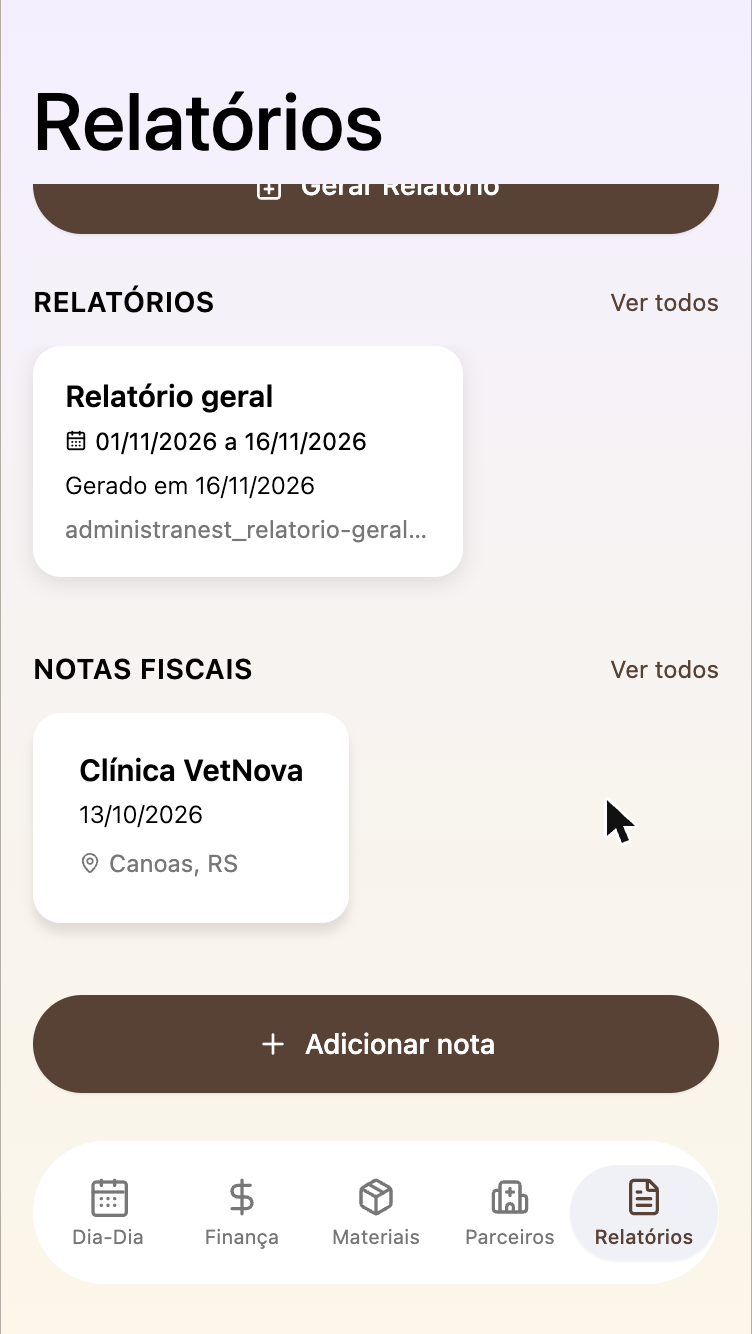 Relatórios
Gerar Relatório
RELATÓRIOS
Ver todos
Relatório geral
01/11/2026 a 16/11/2026
Gerado em 16/11/2026
administranest_relatorio-geral...
NOTAS FISCAIS
Ver todos
Clínica VetNova
13/10/2026
Canoas, RS
Adicionar nota
Dia-Dia
Finança
Materiais
Parceiros
Relatórios